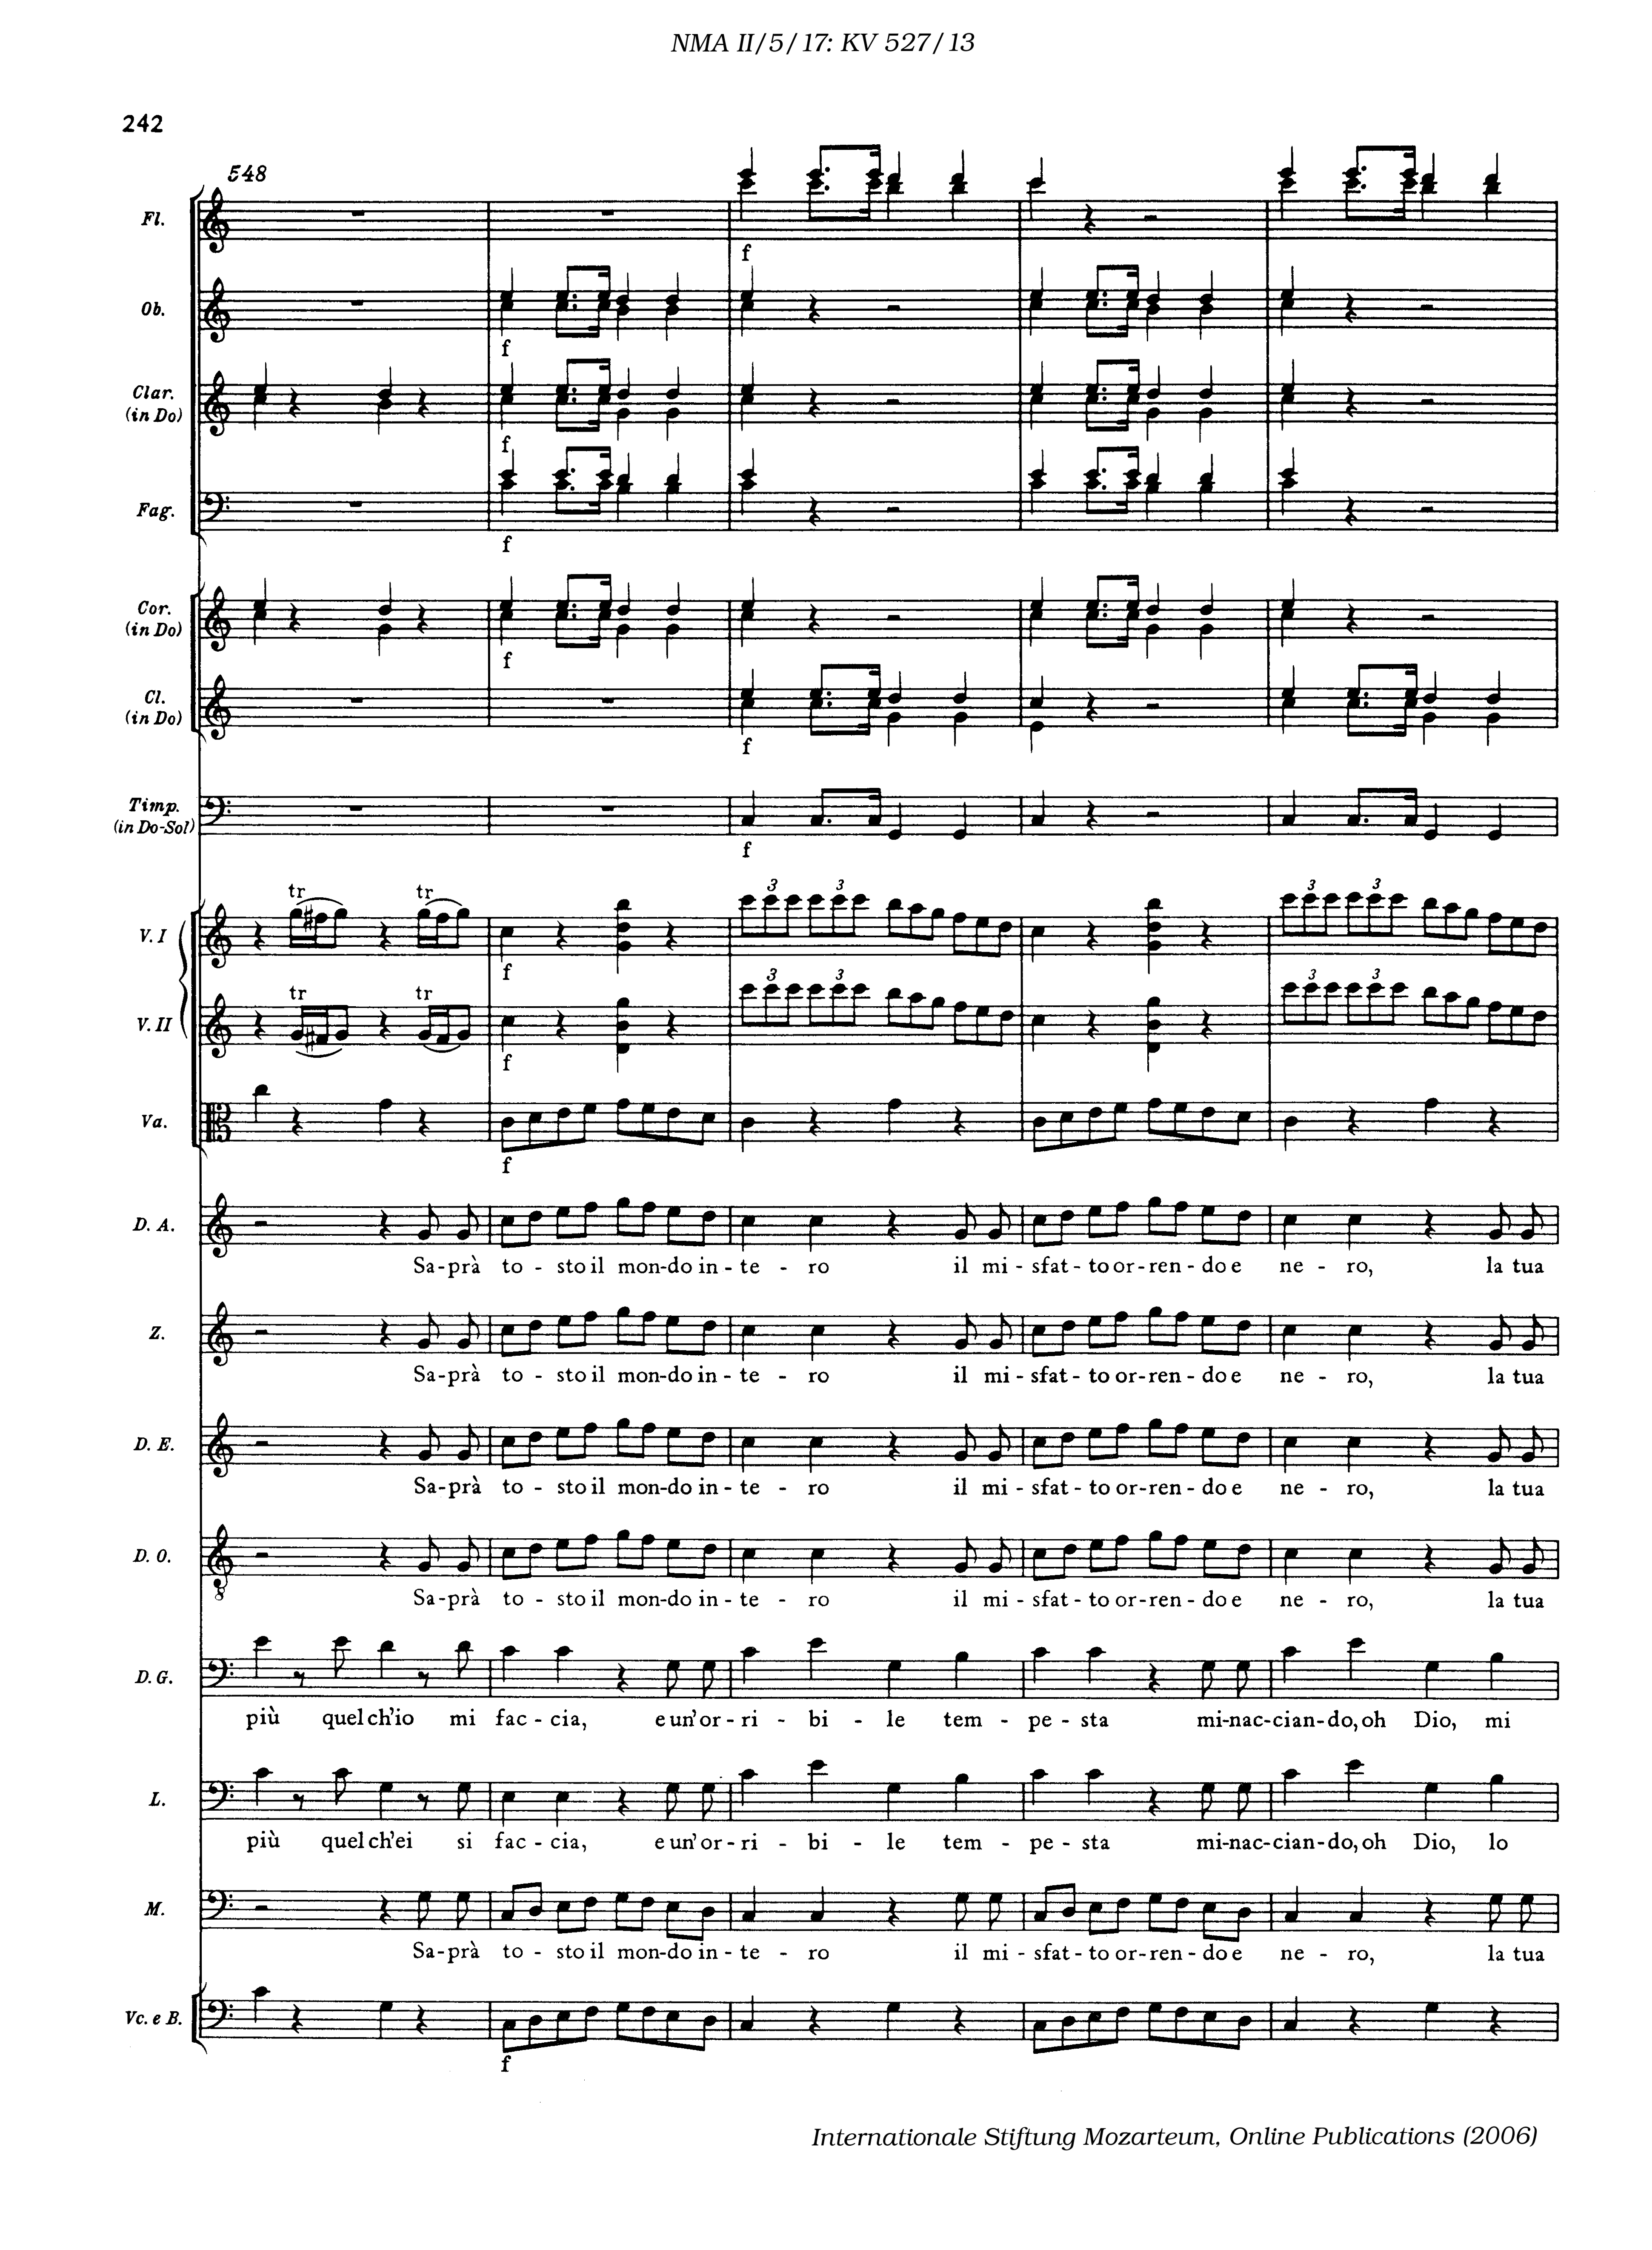 NMA II/5/17: KV 527/13
242
548
Fl.
f
Ob.
f
Clar.
(in Do)
f
Fag.
f
Cor.
(in Do)
f
Cl.
(in Do)
f
Timp.
(in Do-Sol)
f
tr tr 3 3 3 3
V. I
f
tr tr 3 3 3 3
V. II
f
Va.
f
D. A.
Sa-prà to - sto il mon-do in - te - ro il mi - sfat - to or - ren - do e ne - ro, la tua
Z.
Sa-prà to - sto il mon-do in - te - ro il mi - sfat - to or - ren - do e ne - ro, la tua
D. E.
Sa-prà to - sto il mon-do in - te - ro il mi - sfat - to or - ren - do e ne - ro, la tua
D. O.
Sa-prà to - sto il mon-do in - te - ro il mi - sfat - to or - ren - do e ne - ro, la tua
D. G.
più quel ch'io mi fac - cia, e un' or - ri - bi - le tem - pe - sta mi-nac-cian-do, oh Dio, mi
L.
più quel ch'ei si fac - cia, e un' or - ri - bi - le tem - pe - sta mi-nac-cian-do, oh Dio, lo
M.
Sa-prà to - sto il mon-do in - te - ro il mi - sfat - to or - ren - do e ne - ro, la tua
Vc. e B.
f
Internationale Stiftung Mozarteum, Online Publications (2006)